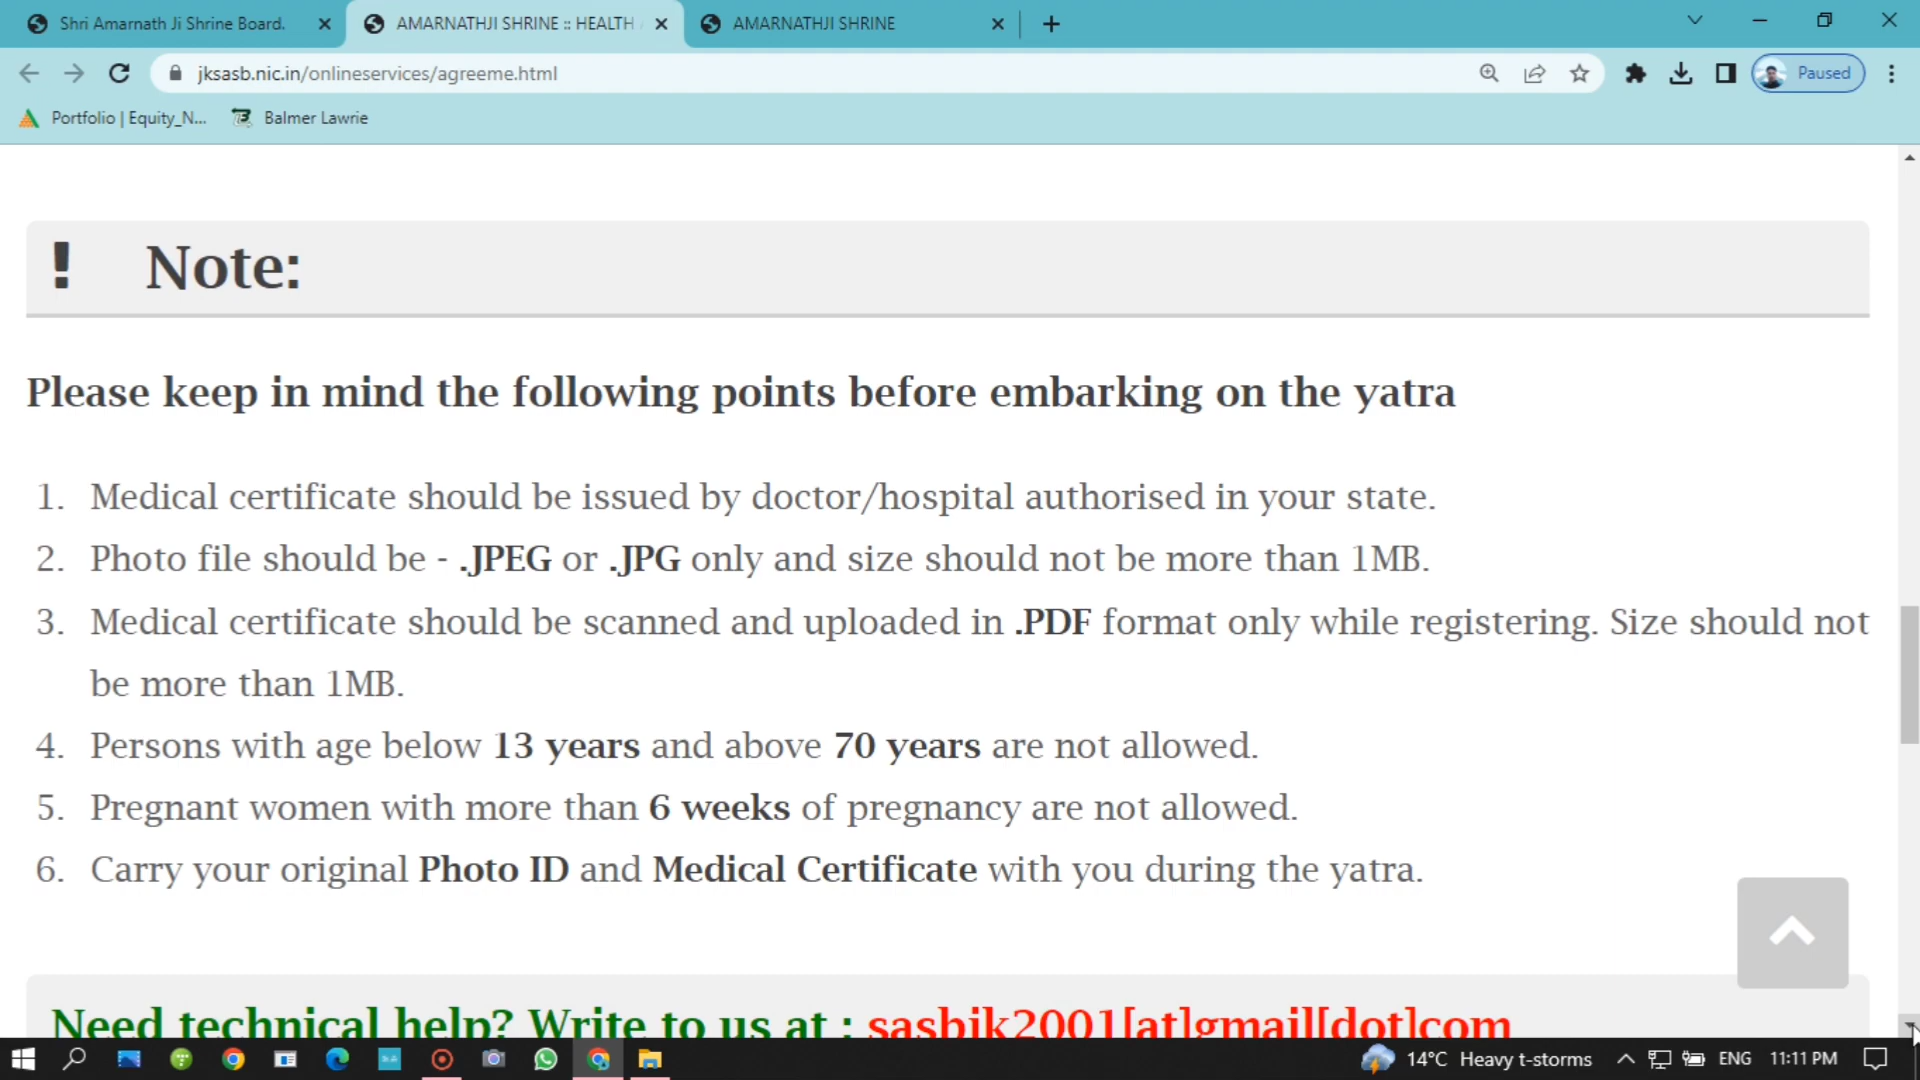 Shri Amarnath Ji Shrine Board.
AMARNATHJI SHRINE :: HEALTH
AMARNATHJI SHRINE
jksasb.nic.in/onlineservices/agreeme.html
Paused
Portfolio | Equity_N...
Balmer Lawrie
! Note:
Please keep in mind the following points before embarking on the yatra
1. Medical certificate should be issued by doctor/hospital authorised in your state.
2. Photo file should be - .JPEG or .JPG only and size should not be more than 1MB.
3. Medical certificate should be scanned and uploaded in .PDF format only while registering. Size should not
be more than 1MB.
4. Persons with age below 13 years and above 70 years are not allowed.
5. Pregnant women with more than 6 weeks of pregnancy are not allowed.
6. Carry your original Photo ID and Medical Certificate with you during the yatra.
Need technical help? Write to us at : sasbjk2001[at]gmail[dot]com
14°C Heavy t-storms ENG 11:11 PM